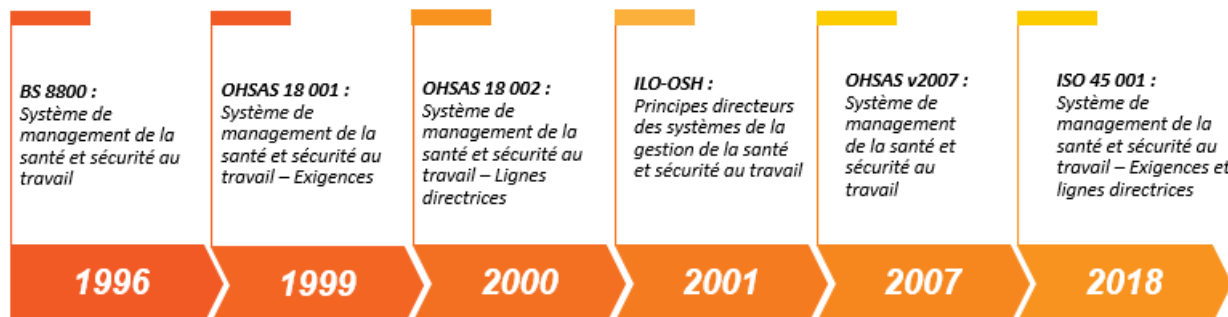 BS 8800 :
Système de
management de la
santé et sécurité au
travail
OHSAS 18 001 :
Système de
management de la
santé et sécurité au
travail – Exigences
OHSAS 18 002 :
Système de
management de la
santé et sécurité au
travail – Lignes
directrices
ILO-OSH :
Principes directeurs
des systèmes de la
gestion de la santé
et sécurité au travail
OHSAS v2007 :
Système de
management
de la santé et
sécurité au
travail
ISO 45 001 :
Système de
management de la
santé et sécurité au
travail – Exigences et
lignes directrices
1996
1999
2000
2001
2007
2018